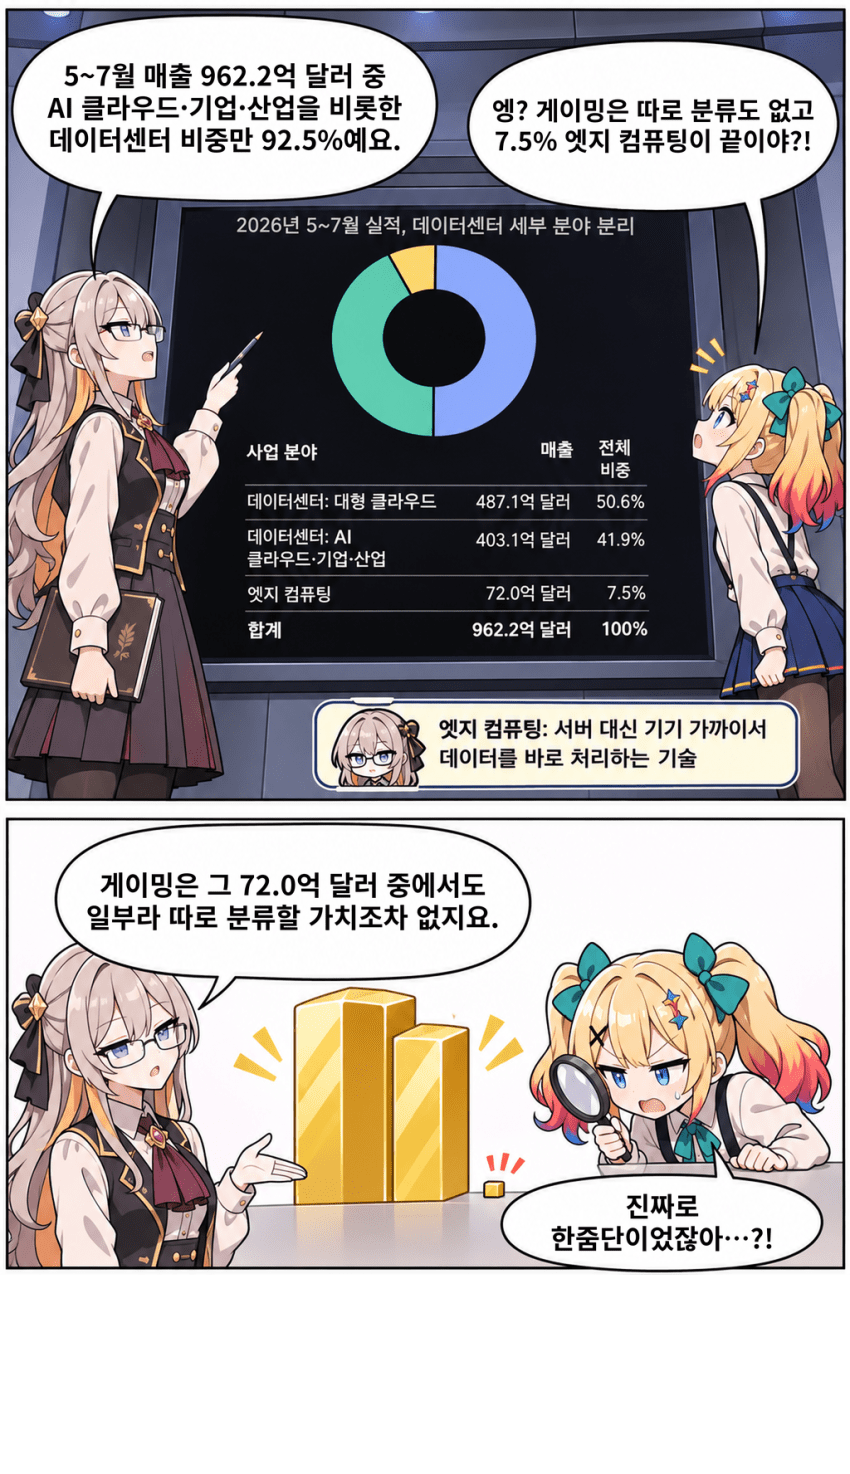 5~7월 매출 962.2억 달러 중
AI 클라우드·기업·산업을 비롯한
데이터센터 비중만 92.5%예요.
엥? 게이밍은 따로 분류도 없고
7.5% 엣지 컴퓨팅이 끝이야?!
2026년 5~7월 실적, 데이터센터 세부 분야 분리
사업 분야 매출 전체
비중
데이터센터: 대형 클라우드 487.1억 달러 50.6%
데이터센터: AI
클라우드·기업·산업 403.1억 달러 41.9%
엣지 컴퓨팅 72.0억 달러 7.5%
합계 962.2억 달러 100%
엣지 컴퓨팅: 서버 대신 기기 가까이서
데이터를 바로 처리하는 기술
게이밍은 그 72.0억 달러 중에서도
일부라 따로 분류할 가치조차 없지요.
진짜로
한줌단이었잖아…?!